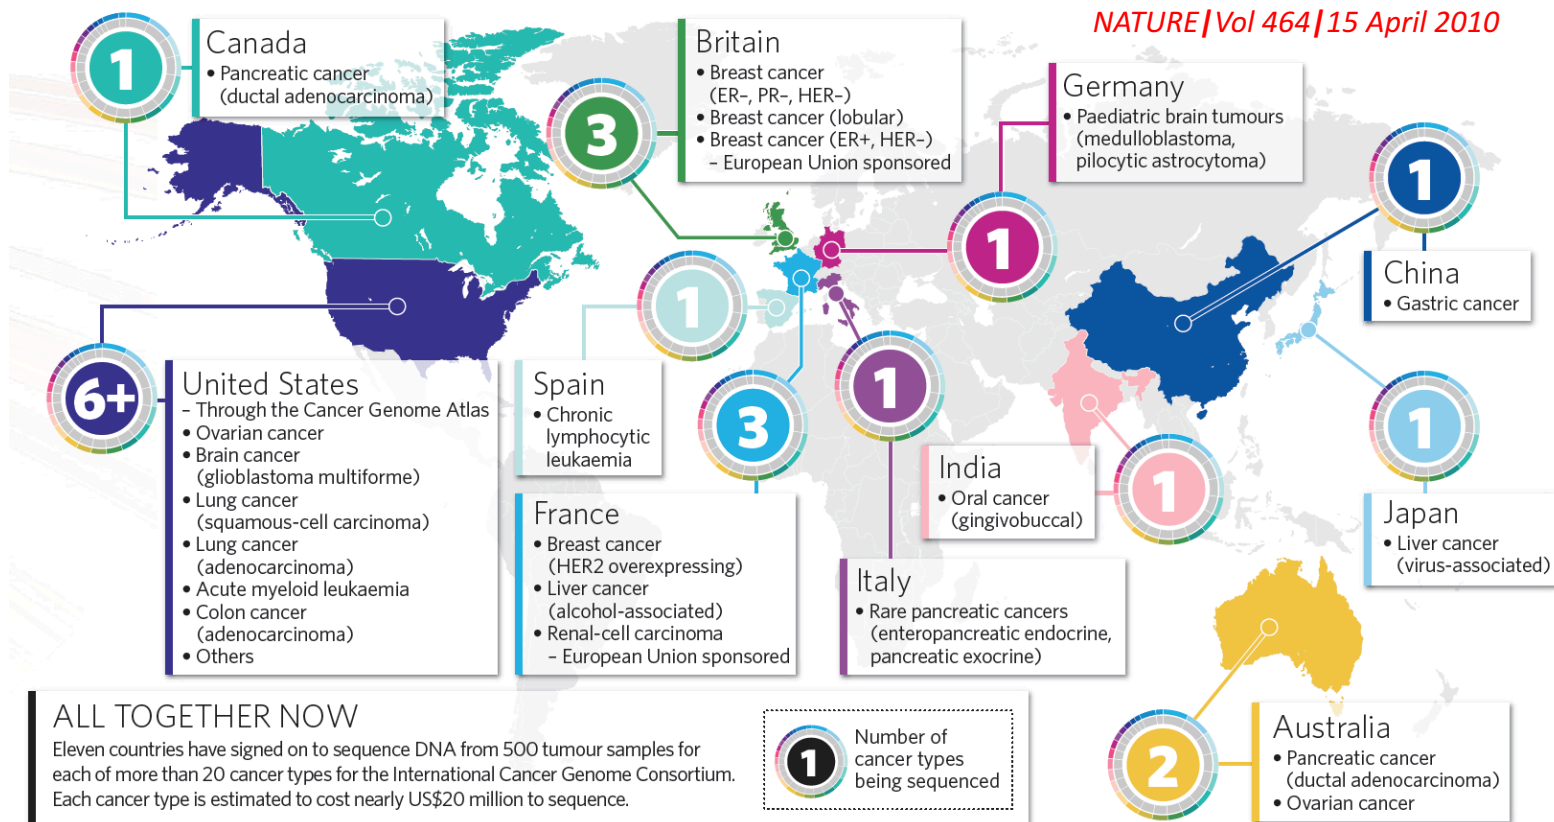 NATURE|Vol 464|15 April 2010
1
Canada
• Pancreatic cancer
(ductal adenocarcinoma)
3
Britain
• Breast cancer
(ER–, PR–, HER–)
• Breast cancer (lobular)
• Breast cancer (ER+, HER–)
– European Union sponsored
1
Germany
• Paediatric brain tumours
(medulloblastoma,
pilocytic astrocytoma)
1
China
• Gastric cancer
6+
United States
– Through the Cancer Genome Atlas
• Ovarian cancer
• Brain cancer
(glioblastoma multiforme)
• Lung cancer
(squamous-cell carcinoma)
• Lung cancer
(adenocarcinoma)
• Acute myeloid leukaemia
• Colon cancer
(adenocarcinoma)
• Others
1
Spain
• Chronic
lymphocytic
leukaemia
3
France
• Breast cancer
(HER2 overexpressing)
• Liver cancer
(alcohol-associated)
• Renal-cell carcinoma
– European Union sponsored
1
Italy
• Rare pancreatic cancers
(enteropancreatic endocrine,
pancreatic exocrine)
1
India
• Oral cancer
(gingivobuccal)
1
Japan
• Liver cancer
(virus-associated)
2
Australia
• Pancreatic cancer
(ductal adenocarcinoma)
• Ovarian cancer
ALL TOGETHER NOW
Eleven countries have signed on to sequence DNA from 500 tumour samples for
each of more than 20 cancer types for the International Cancer Genome Consortium.
Each cancer type is estimated to cost nearly US$20 million to sequence.
1
Number of
cancer types
being sequenced